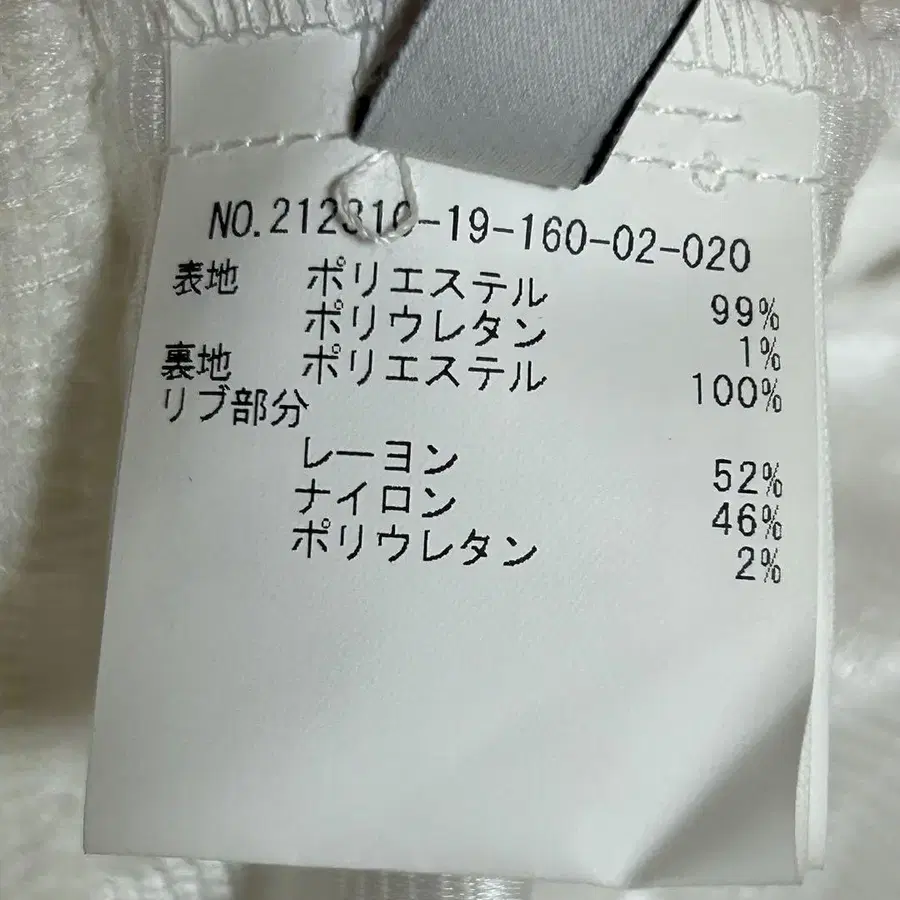 NO.212310-19-160-02-020
表地 ポリエステル 99%
ポリウレタン 1%
裏地 ポリエステル 100%
リブ部分
レーヨン 52%
ナイロン 46%
ポリウレタン 2%